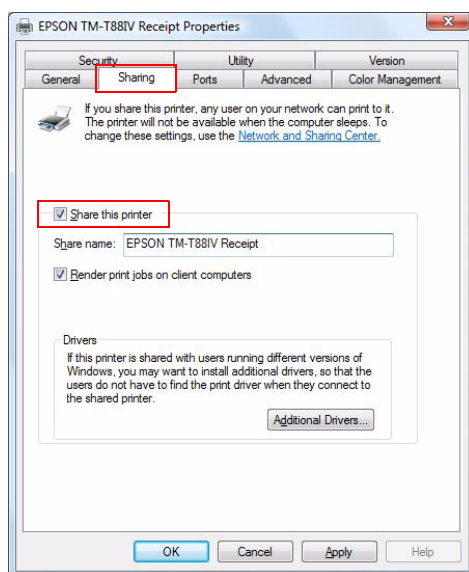 EPSON TM-T88IV Receipt Properties
Security Utility Version
General Sharing Ports Advanced Color Management
If you share this printer, any user on your network can print to it.
The printer will not be available when the computer sleeps. To
change these settings, use the Network and Sharing Center.
Share this printer
Share name: EPSON TM-T88IV Receipt
Render print jobs on client computers
Drivers
If this printer is shared with users running different versions of
Windows, you may want to install additional drivers, so that the
users do not have to find the print driver when they connect to
the shared printer.
Additional Drivers...
OK Cancel Apply Help